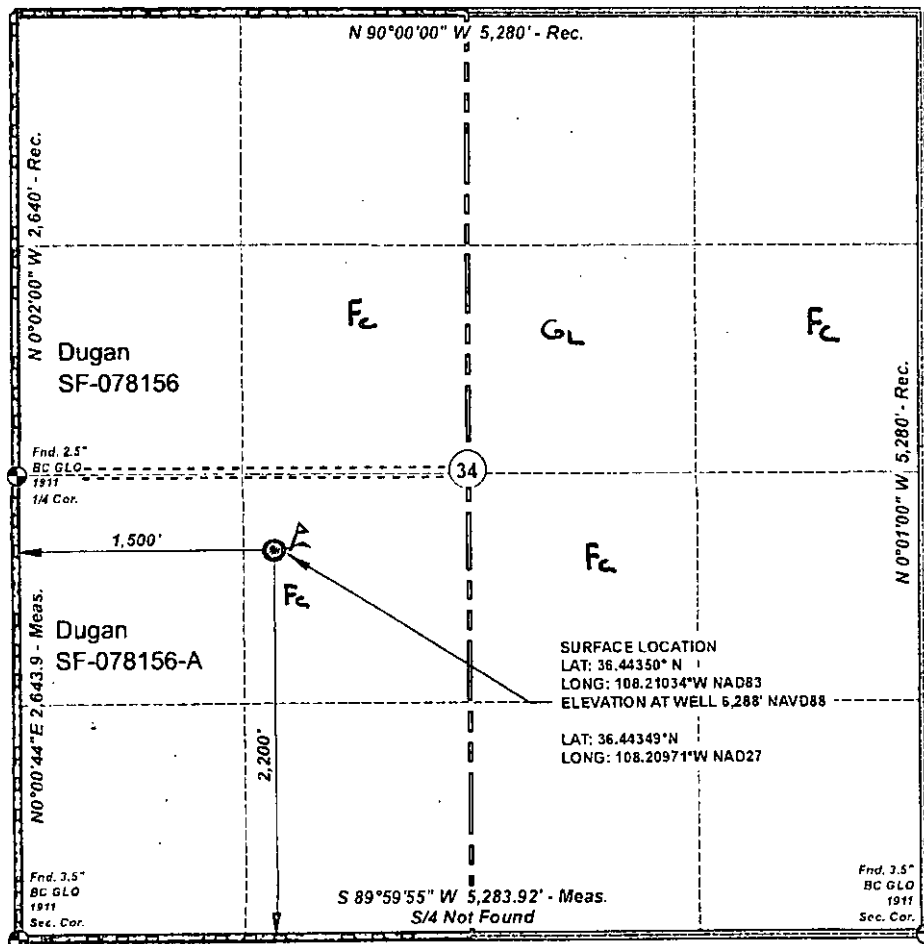 N 90°00'00" W 5,280' - Rec.
N 0°02'00" W 2,640' - Rec.
Fc
GL
Fc
Dugan
SF-078156
N 0°01'00" W 5,280' - Rec.
Fnd. 2.5"
BC GLO
1911
1/4 Cor.
34
1,500'
Fc
Fc
Dugan
SF-078156-A
N0°00'44"E 2,643.9 - Meas.
2,200'
SURFACE LOCATION
LAT: 36.44350° N
LONG: 108.21034°W NAD83
ELEVATION AT WELL 6,288' NAVD88
LAT: 36.44349°N
LONG: 108.20971°W NAD27
Fnd. 3.5"
BC GLO
1911
Sec. Cor.
S 89°59'55" W 5,283.92' - Meas.
S/4 Not Found
Fnd. 3.5"
BC GLO
1911
Sec. Cor.